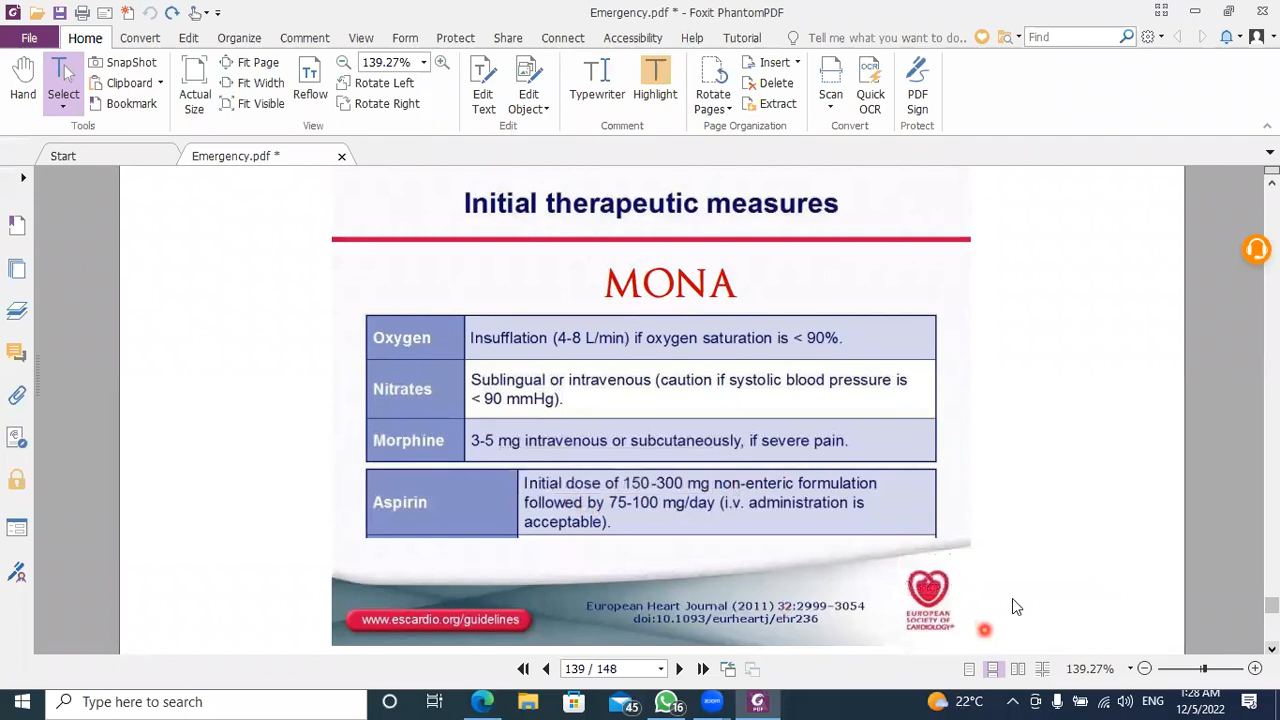 Emergency.pdf * - Foxit PhantomPDF
File Home Convert Edit Organize Comment View Form Protect Share Connect Accessibility Help Tutorial Tell me what you want to do.. Find
Hand
Select
SnapShot
Clipboard
Bookmark
Tools
Actual Size
Fit Page
Fit Width
Fit Visible
Reflow
139.27%
Rotate Left
Rotate Right
View
Edit Text
Edit Object
Edit
Typewriter
Highlight
Comment
Rotate Pages
Insert
Delete
Extract
Page Organization
Scan
Quick OCR
Convert
PDF Sign
Protect
Start
Emergency.pdf *
Initial therapeutic measures
MONA
Oxygen Insufflation (4-8 L/min) if oxygen saturation is < 90%.
Nitrates Sublingual or intravenous (caution if systolic blood pressure is
< 90 mmHg).
Morphine 3-5 mg intravenous or subcutaneously, if severe pain.
Aspirin Initial dose of 150-300 mg non-enteric formulation
followed by 75-100 mg/day (i.v. administration is
acceptable).
www.escardio.org/guidelines
European Heart Journal (2011) 32:2999-3054
doi:10.1093/eurheartj/ehr236
EUROPEAN
SOCIETY OF
CARDIOLOGY®
139 / 148
139.27%
Type here to search
45
16
zoom
PDF
22°C
ENG
1:28 AM
12/5/2022